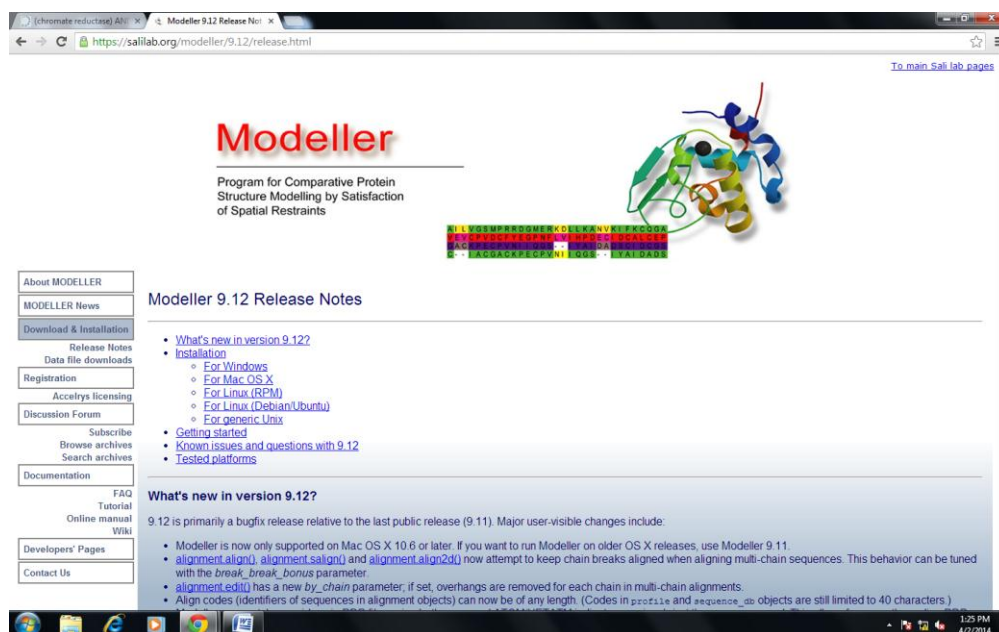 (chromate reductase) AN
Modeller 9.12 Release Not
https://salilab.org/modeller/9.12/release.html
To main Sali lab pages
Modeller
Program for Comparative Protein
Structure Modelling by Satisfaction
of Spatial Restraints
About MODELLER
MODELLER News
Download & Installation
Release Notes
Data file downloads
Registration
Accelrys licensing
Discussion Forum
Subscribe
Browse archives
Search archives
Documentation
FAQ
Tutorial
Online manual
Wiki
Developers' Pages
Contact Us
Modeller 9.12 Release Notes
What's new in version 9.12?
Installation
For Windows
For Mac OS X
For Linux (RPM)
For Linux (Debian/Ubuntu)
For generic Unix
Getting started
Known issues and questions with 9.12
Tested platforms
What's new in version 9.12?
9.12 is primarily a bugfix release relative to the last public release (9.11). Major user-visible changes include:
Modeller is now only supported on Mac OS X 10.6 or later. If you want to run Modeller on older OS X releases, use Modeller 9.11.
alignment.align(), alignment.salign() and alignment.align2d() now attempt to keep chain breaks aligned when aligning multi-chain sequences. This behavior can be tuned
with the break_break_bonus parameter.
alignment.edit() has a new by_chain parameter; if set, overhangs are removed for each chain in multi-chain alignments.
Align codes (identifiers of sequences in alignment objects) can now be of any length. (Codes in profile and sequence_db objects are still limited to 40 characters.)
1:25 PM
4/2/2014